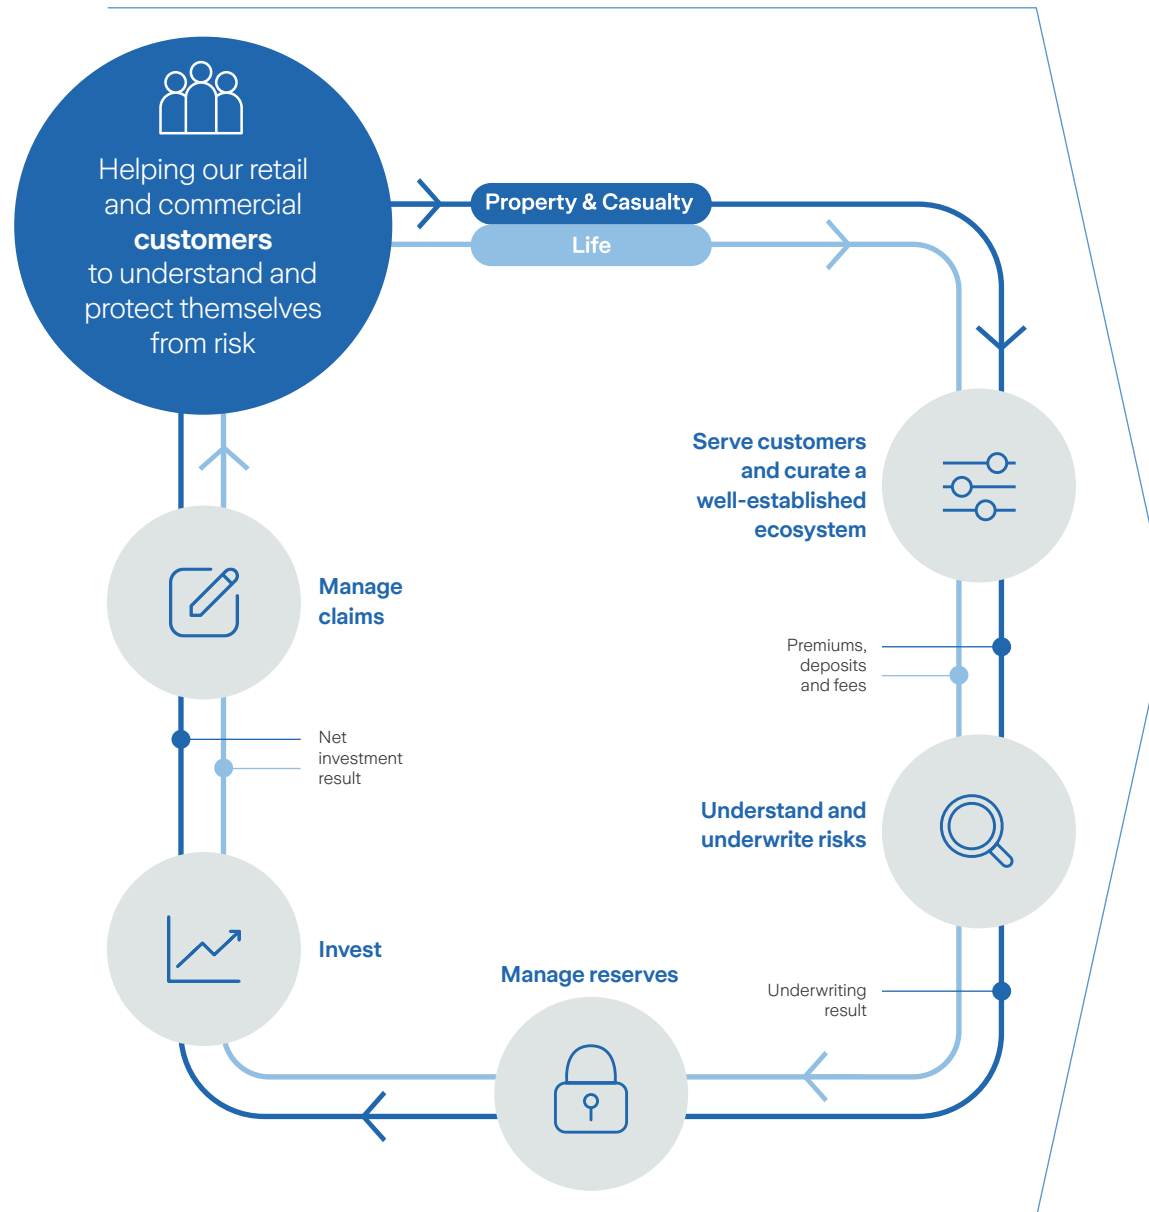 Helping our retail
and commercial
customers
to understand and
protect themselves
from risk
Property & Casualty
Life
Serve customers
and curate a
well-established
ecosystem
Premiums,
deposits
and fees
Understand and
underwrite risks
Underwriting
result
Manage reserves
Invest
Net
investment
result
Manage
claims